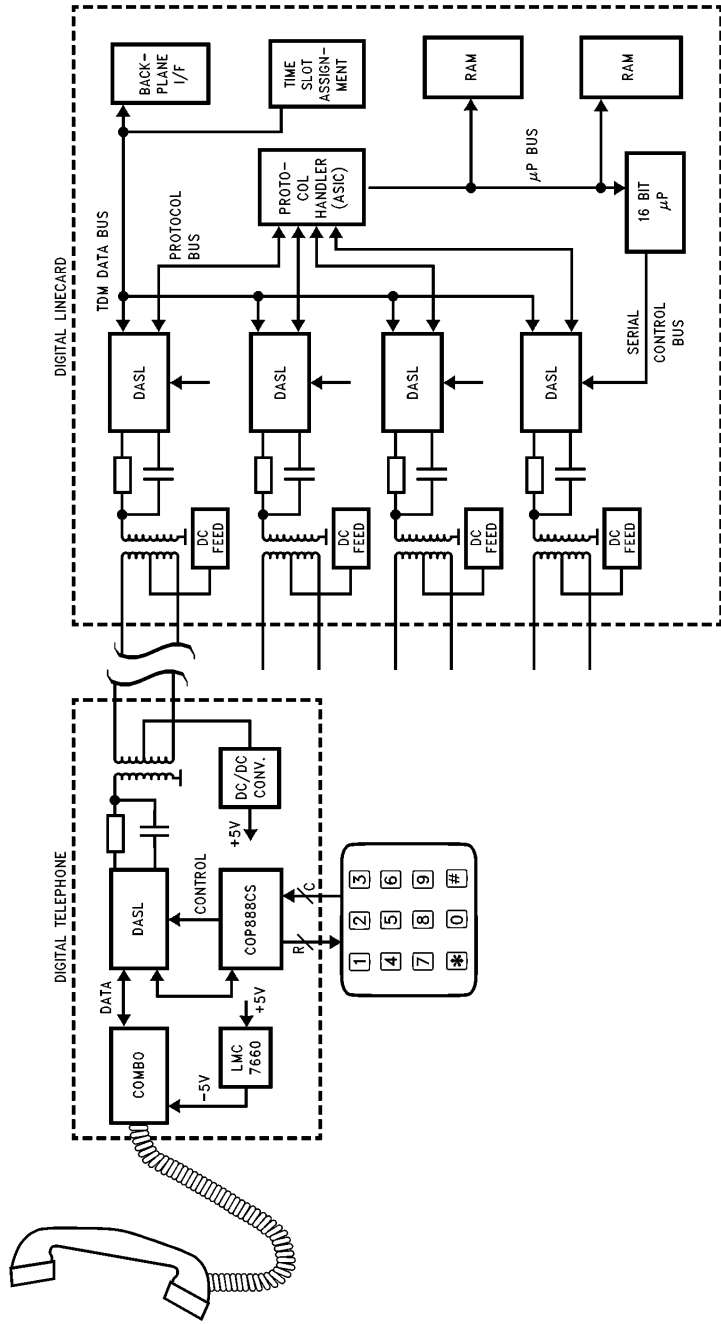 DIGITAL TELEPHONE
COMBO
DATA
DASL
-5V
LMC
7660
+5V
CONTROL
COP888CS
+5V
DC/DC
CONV.
R
C
1
2
3
4
5
6
7
8
9
*
0
#
DIGITAL LINECARD
DC
FEED
DASL
TDM DATA BUS
PROTOCOL
BUS
BACK-
PLANE
I/F
TIME
SLOT
ASSIGN-
MENT
DC
FEED
DASL
PROTO-
COL
HANDLER
(ASIC)
RAM
DC
FEED
DASL
µP BUS
RAM
DC
FEED
DASL
SERIAL
CONTROL
BUS
16 BIT
µP